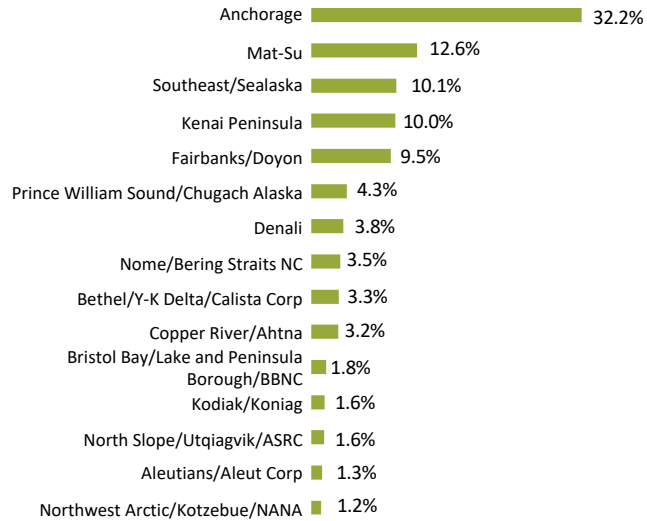 Anchorage 32.2%
Mat-Su 12.6%
Southeast/Sealaska 10.1%
Kenai Peninsula 10.0%
Fairbanks/Doyon 9.5%
Prince William Sound/Chugach Alaska 4.3%
Denali 3.8%
Nome/Bering Straits NC 3.5%
Bethel/Y-K Delta/Calista Corp 3.3%
Copper River/Ahtna 3.2%
Bristol Bay/Lake and Peninsula
Borough/BBNC 1.8%
Kodiak/Koniag 1.6%
North Slope/Utqiagvik/ASRC 1.6%
Aleutians/Aleut Corp 1.3%
Northwest Arctic/Kotzebue/NANA 1.2%